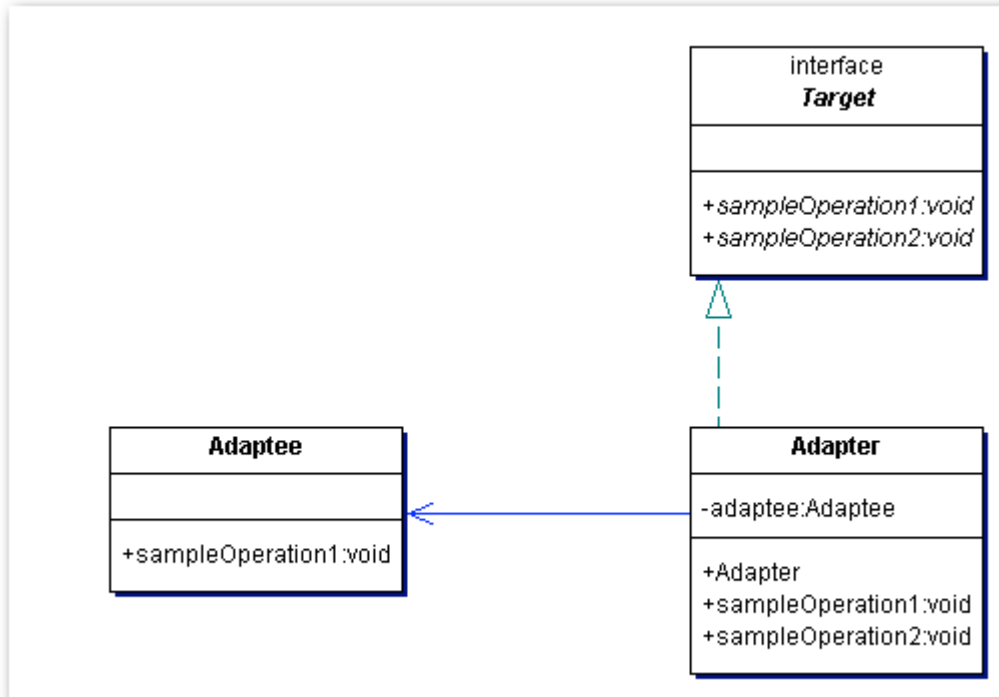 interface
Target
+sampleOperation1:void
+sampleOperation2:void
Adaptee
+sampleOperation1:void
Adapter
-adaptee:Adaptee
+Adapter
+sampleOperation1:void
+sampleOperation2:void